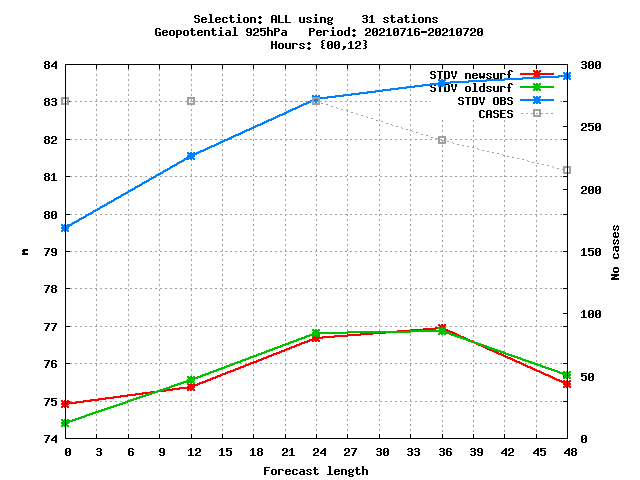 Selection: ALL using    31 stations
Geopotential 925hPa   Period: 20210716-20210720
Hours: {00,12}
84 300
STDV newsurf
STDV oldsurf
83 STDV OBS
CASES
250
82
81
200
80
m 79 150 No cases
78
77 100
76
75 50
74 0
0 3 6 9 12 15 18 21 24 27 30 33 36 39 42 45 48
Forecast length